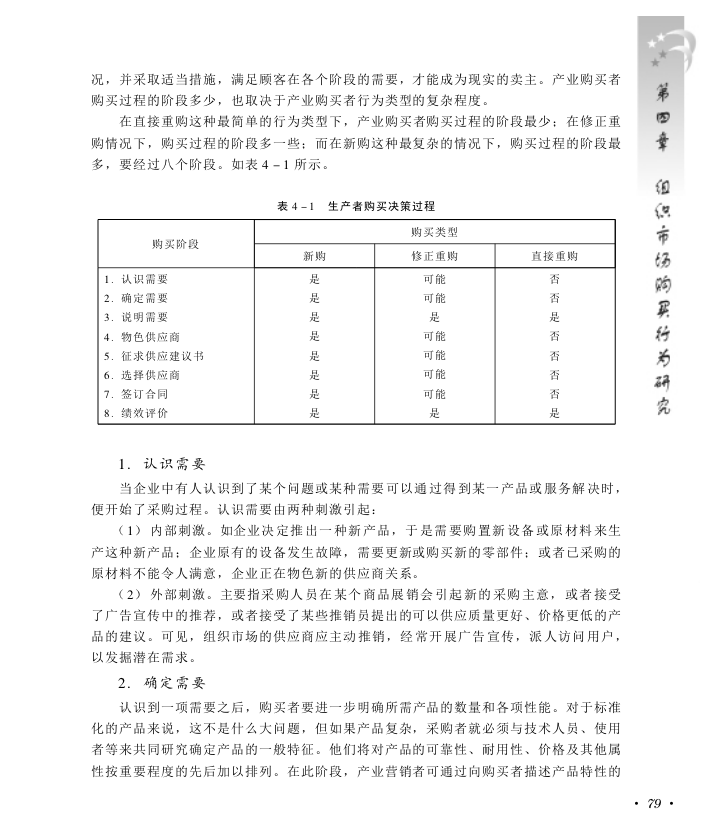 况，并采取适当措施，满足顾客在各个阶段的需要，才能成为现实的卖主。产业购买者
购买过程的阶段多少，也取决于产业购买者行为类型的复杂程度。
在直接重购这种最简单的行为类型下，产业购买者购买过程的阶段最少；在修正重
购情况下，购买过程的阶段多一些；而在新购这种最复杂的情况下，购买过程的阶段最
多，要经过八个阶段。如表 4－1 所示。
表 4－1 生产者购买决策过程
购买阶段 购买类型
新购 修正重购 直接重购
1. 认识需要 是 可能 否
2. 确定需要 是 可能 否
3. 说明需要 是 是 是
4. 物色供应商 是 可能 否
5. 征求供应建议书 是 可能 否
6. 选择供应商 是 可能 否
7. 签订合同 是 可能 否
8. 绩效评价 是 是 是
1. 认识需要
当企业中有人认识到了某个问题或某种需要可以通过得到某一产品或服务解决时，
便开始了采购过程。认识需要由两种刺激引起：
（1）内部刺激。如企业决定推出一种新产品，于是需要购置新设备或原材料来生
产这种新产品；企业原有的设备发生故障，需要更新或购买新的零部件；或者已采购的
原材料不能令人满意，企业正在物色新的供应商关系。
（2）外部刺激。主要指采购人员在某个商品展销会引起新的采购主意，或者接受
了广告宣传中的推荐，或者接受了某些推销员提出的可以供应质量更好、价格更低的产
品的建议。可见，组织市场的供应商应主动推销，经常开展广告宣传，派人访问用户，
以发掘潜在需求。
2. 确定需要
认识到一项需要之后，购买者要进一步明确所需产品的数量和各项性能。对于标准
化的产品来说，这不是什么大问题，但如果产品复杂，采购者就必须与技术人员、使用
者等来共同研究确定产品的一般特征。他们将对产品的可靠性、耐用性、价格及其他属
性按重要程度的先后加以排列。在此阶段，产业营销者可通过向购买者描述产品特性的
第四章 组织市场购买行为研究
· 79 ·